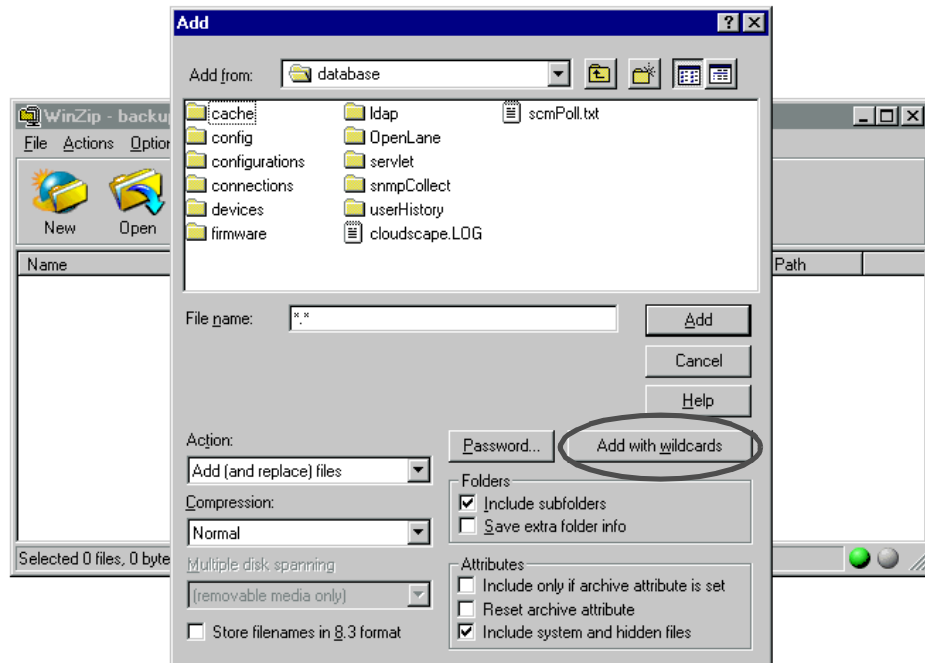 Add
Add from:
database
cache
config
configurations
connections
devices
firmware
ldap
OpenLane
servlet
snmpCollect
userHistory
cloudscape.LOG
scmPoll.txt
File name:
*.*
Add
Cancel
Help
Action:
Add (and replace) files
Password...
Add with wildcards
Compression:
Normal
Folders
Include subfolders
Save extra folder info
Multiple disk spanning
(removable media only)
Attributes
Include only if archive attribute is set
Reset archive attribute
Include system and hidden files
Store filenames in 8.3 format
WinZip - backu
File Actions Option
New Open
Name
Path
Selected 0 files, 0 byte